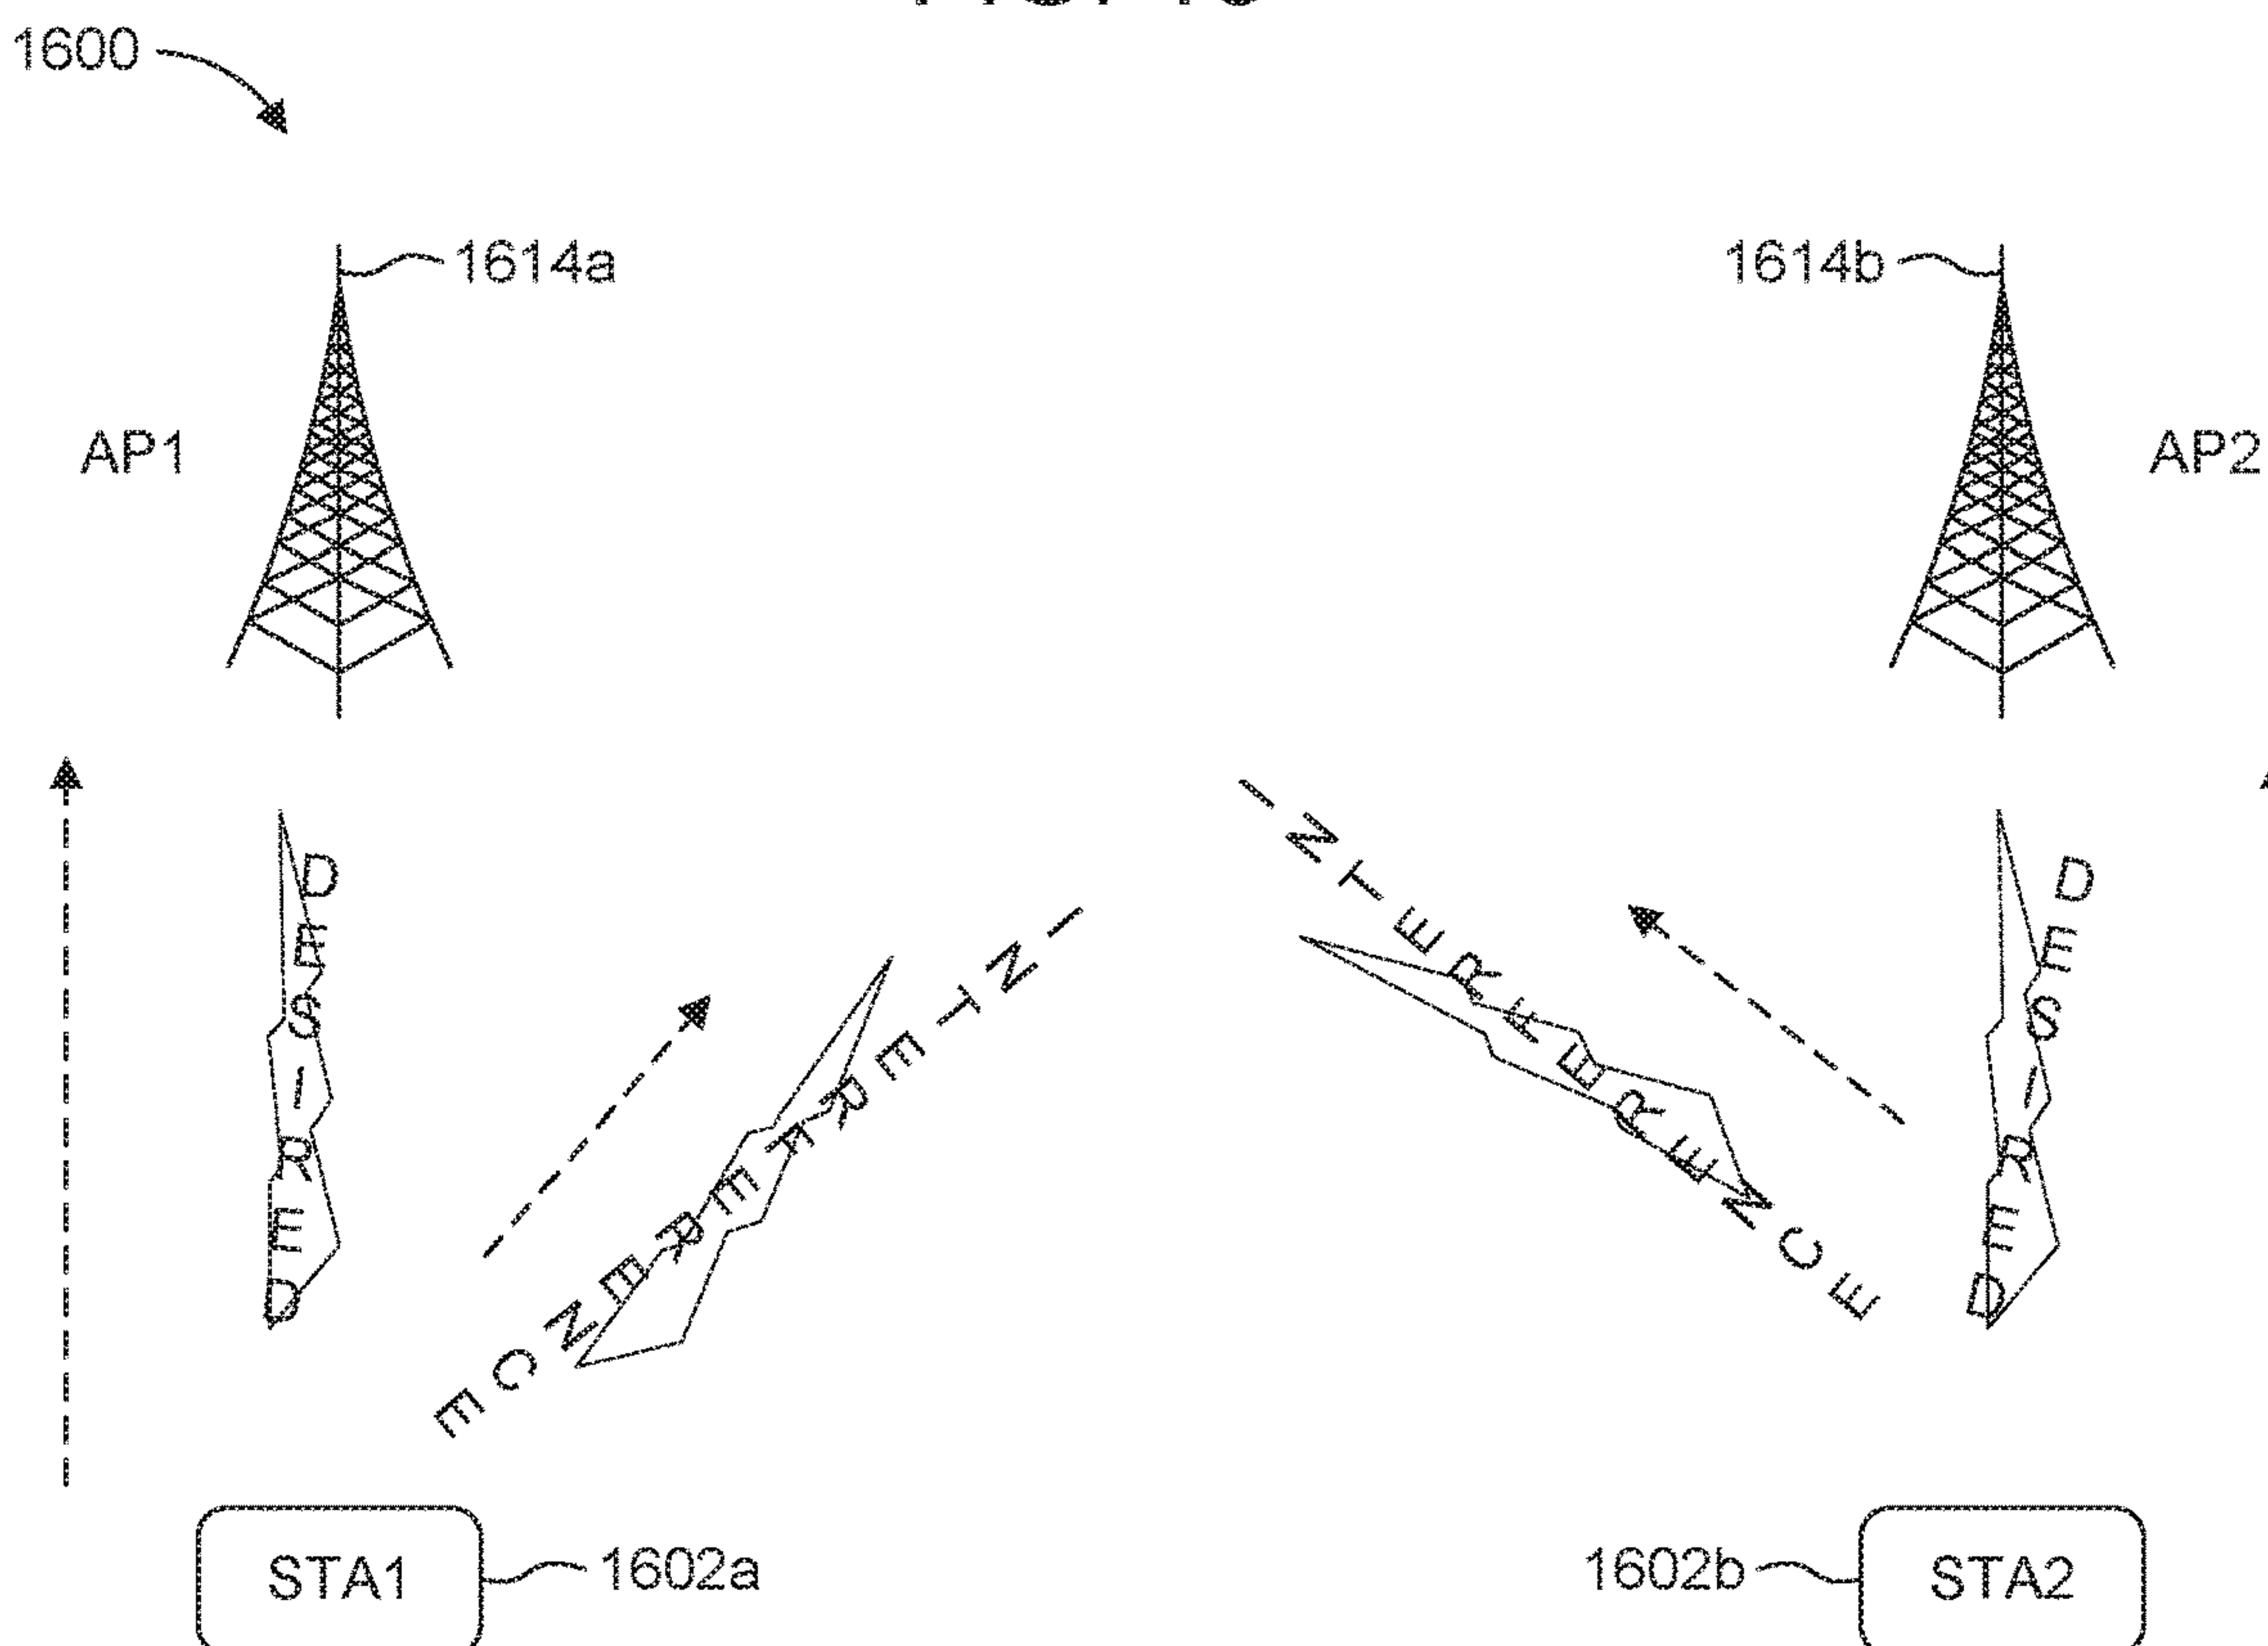 1600
1614a
1614b
AP1
AP2
DESIRED
INTERFERENCE
INTERFERENCE
DESIRED
STA1
1602a
1602b
STA2